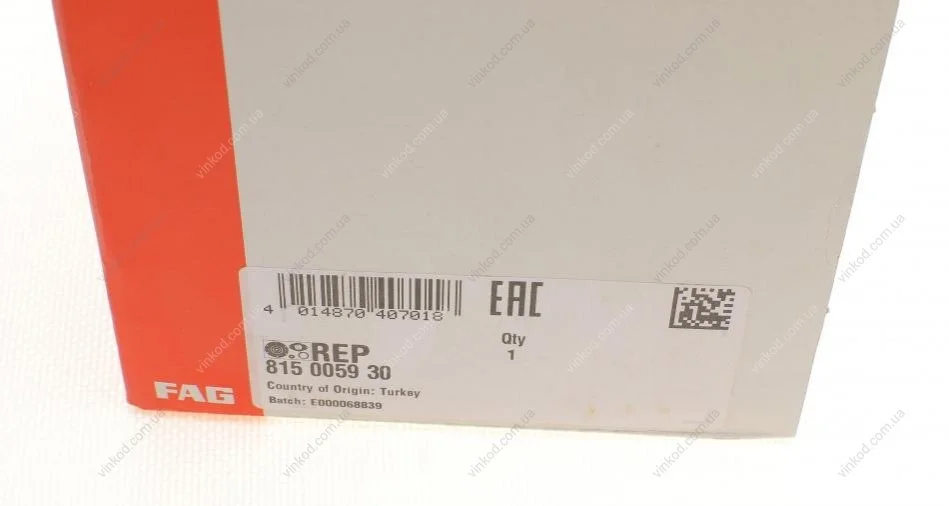 4 014870 407018
EAC
Qty
1
REP
815 0059 30
Country of Origin: Turkey
Batch: E000068839
FAG
vinkod.com.ua